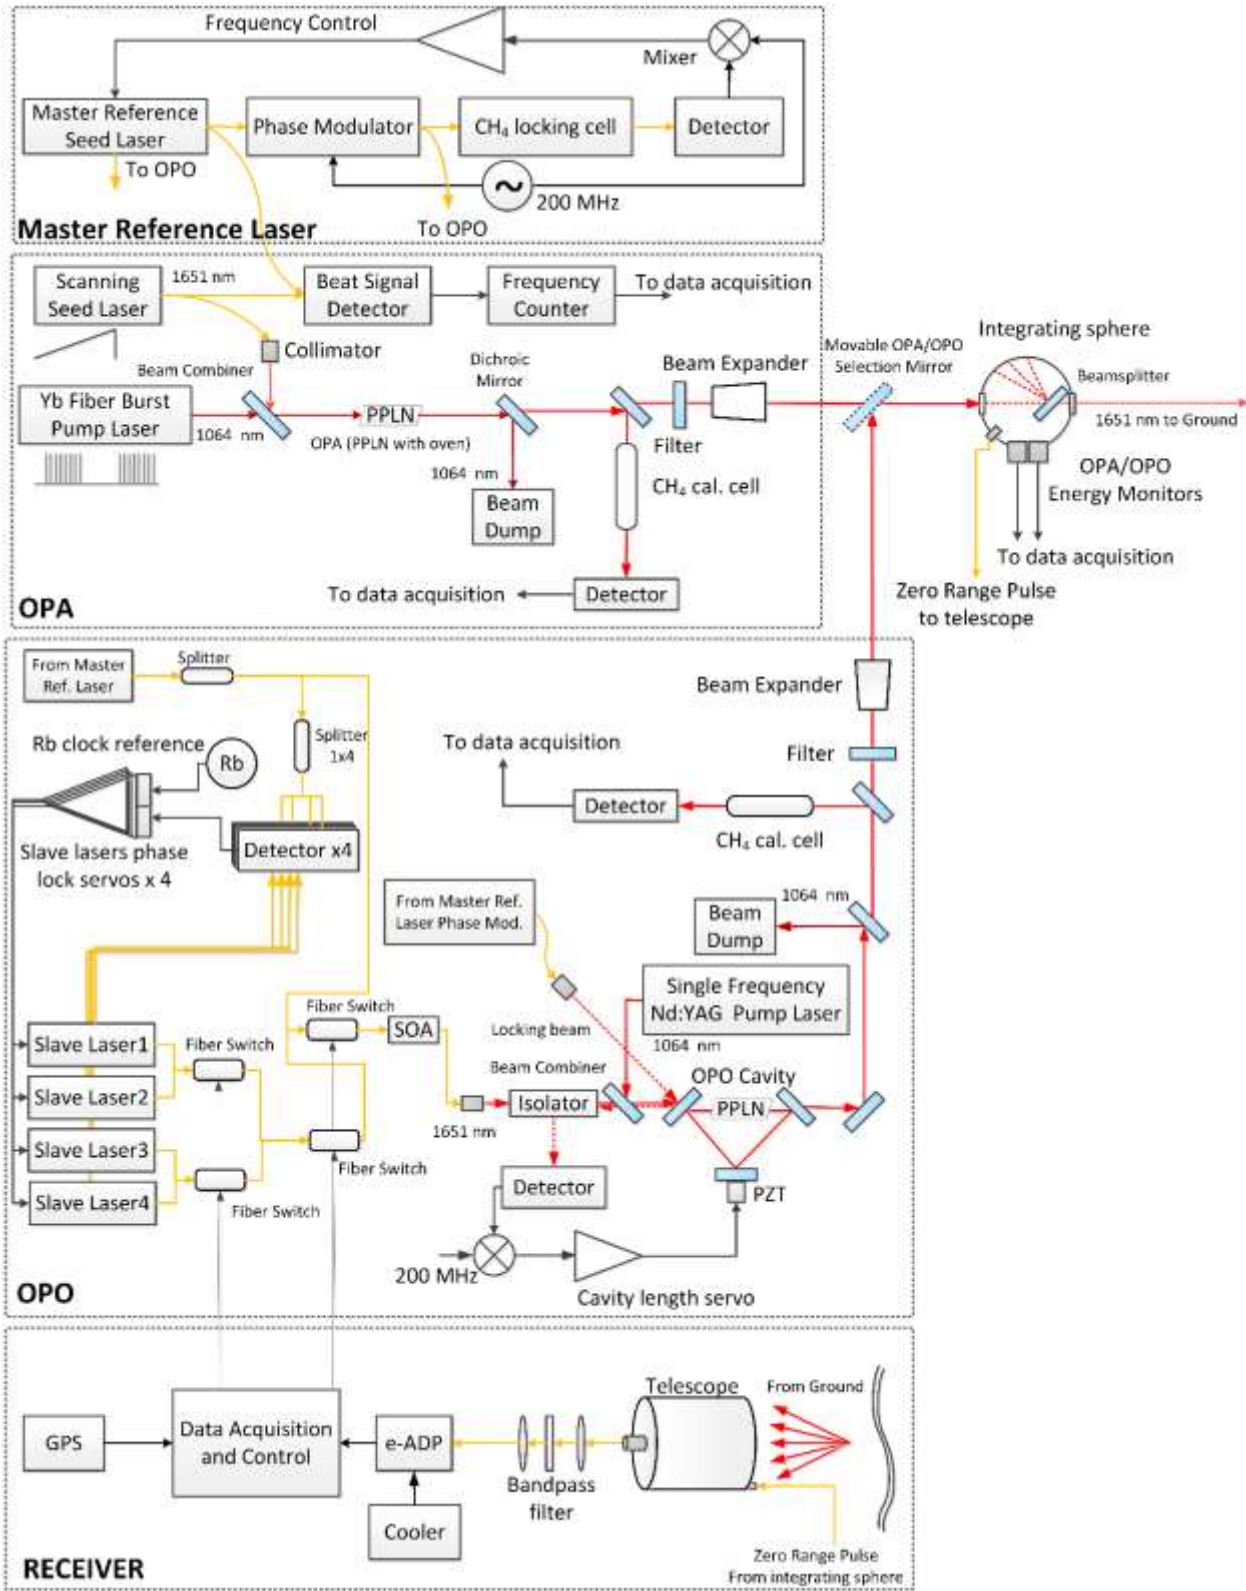 Frequency Control
Mixer
Master Reference
Seed Laser
Phase Modulator
CH₄ locking cell
Detector
To OPO
200 MHz
To OPO
Master Reference Laser
Scanning
Seed Laser
1651 nm
Beat Signal
Detector
Frequency
Counter
To data acquisition
Collimator
Beam Combiner
Yb Fiber Burst
Pump Laser
1064 nm
PPLN
OPA (PPLN with oven)
Dichroic
Mirror
1064 nm
Beam
Dump
Beam Expander
Filter
CH₄ cal. cell
To data acquisition
Detector
OPA
Movable OPA/OPO
Selection Mirror
Integrating sphere
Beamsplitter
1651 nm to Ground
OPA/OPO
Energy Monitors
To data acquisition
Zero Range Pulse
to telescope
From Master
Ref. Laser
Splitter
Splitter
1x4
Rb clock reference
Rb
Slave lasers phase
lock servos x 4
Detector x4
To data acquisition
Detector
CH₄ cal. cell
Beam Expander
Filter
1064 nm
Beam
Dump
From Master Ref.
Laser Phase Mod.
Single Frequency
Nd:YAG Pump Laser
Locking beam
1064 nm
Beam Combiner
OPO Cavity
PPLN
Slave Laser1
Slave Laser2
Slave Laser3
Slave Laser4
Fiber Switch
Fiber Switch
Fiber Switch
Fiber Switch
SOA
1651 nm
Isolator
Detector
PZT
200 MHz
Cavity length servo
OPO
GPS
Data Acquisition
and Control
e-ADP
Cooler
Bandpass
filter
Telescope
From Ground
Zero Range Pulse
From integrating sphere
RECEIVER